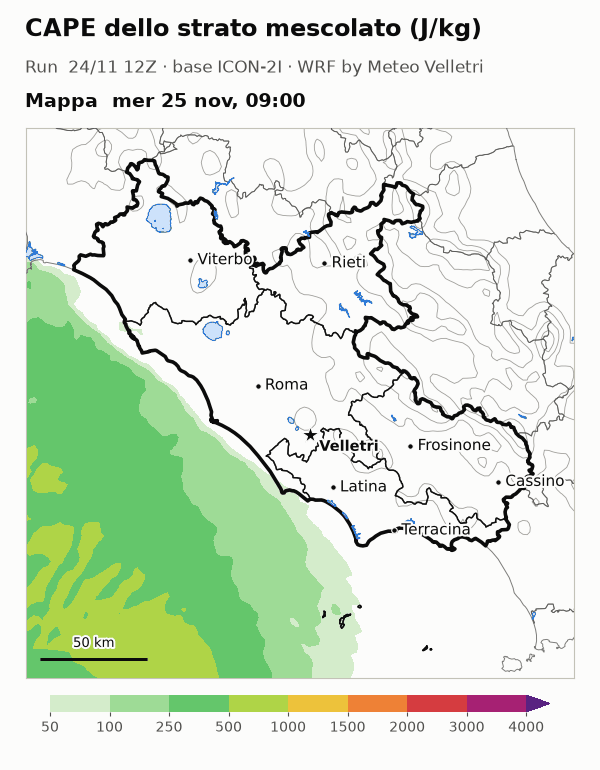 CAPE dello strato mescolato (J/kg)
Run  24/11 12Z · base ICON-2I · WRF by Meteo Velletri
Mappa  mer 25 nov, 09:00
Viterbo
Rieti
Roma
Velletri
Frosinone
Cassino
Latina
Terracina
50 km
50 100 250 500 1000 1500 2000 3000 4000